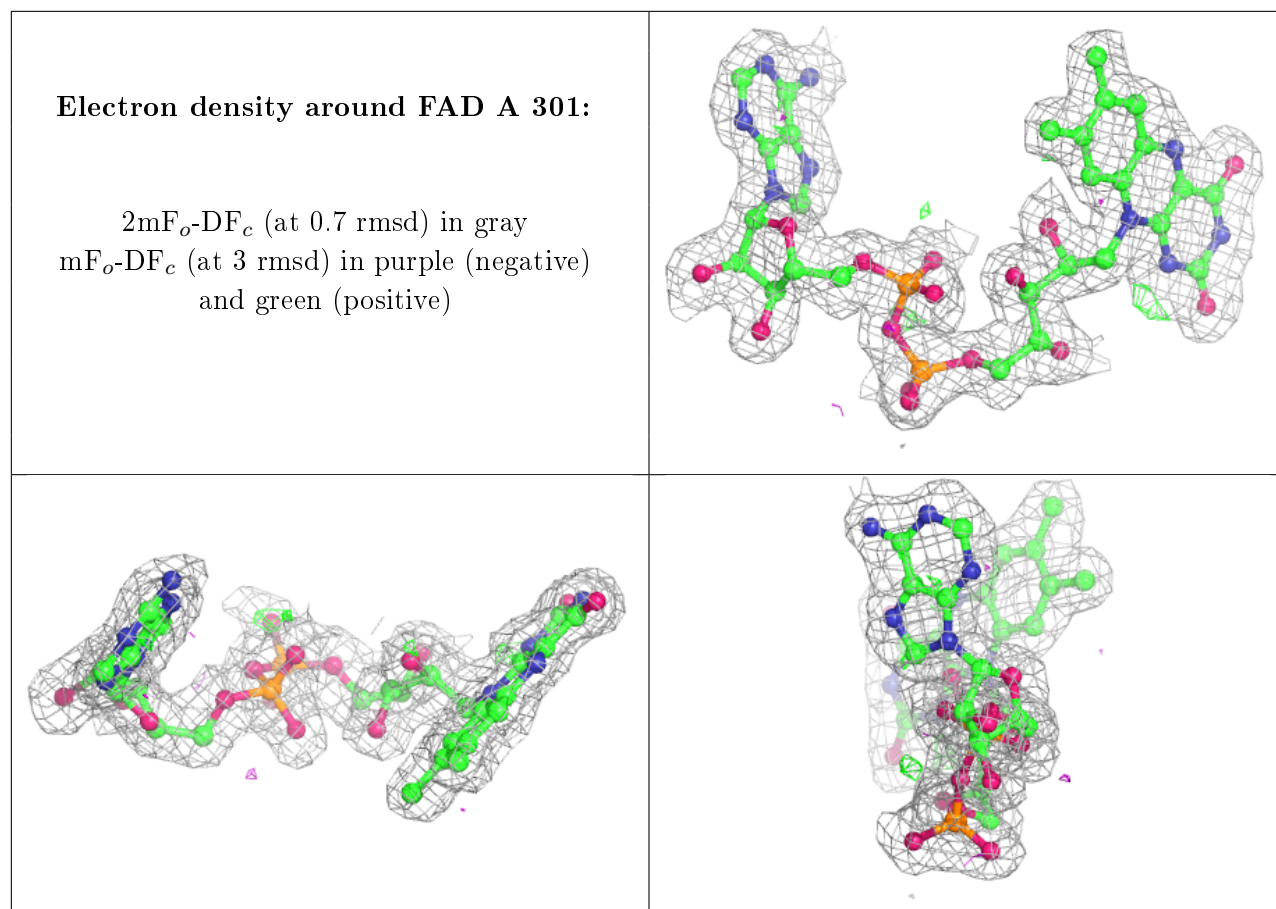 Electron density around FAD A 301:
2mFo-DFc (at 0.7 rmsd) in gray
mFo-DFc (at 3 rmsd) in purple (negative)
and green (positive)